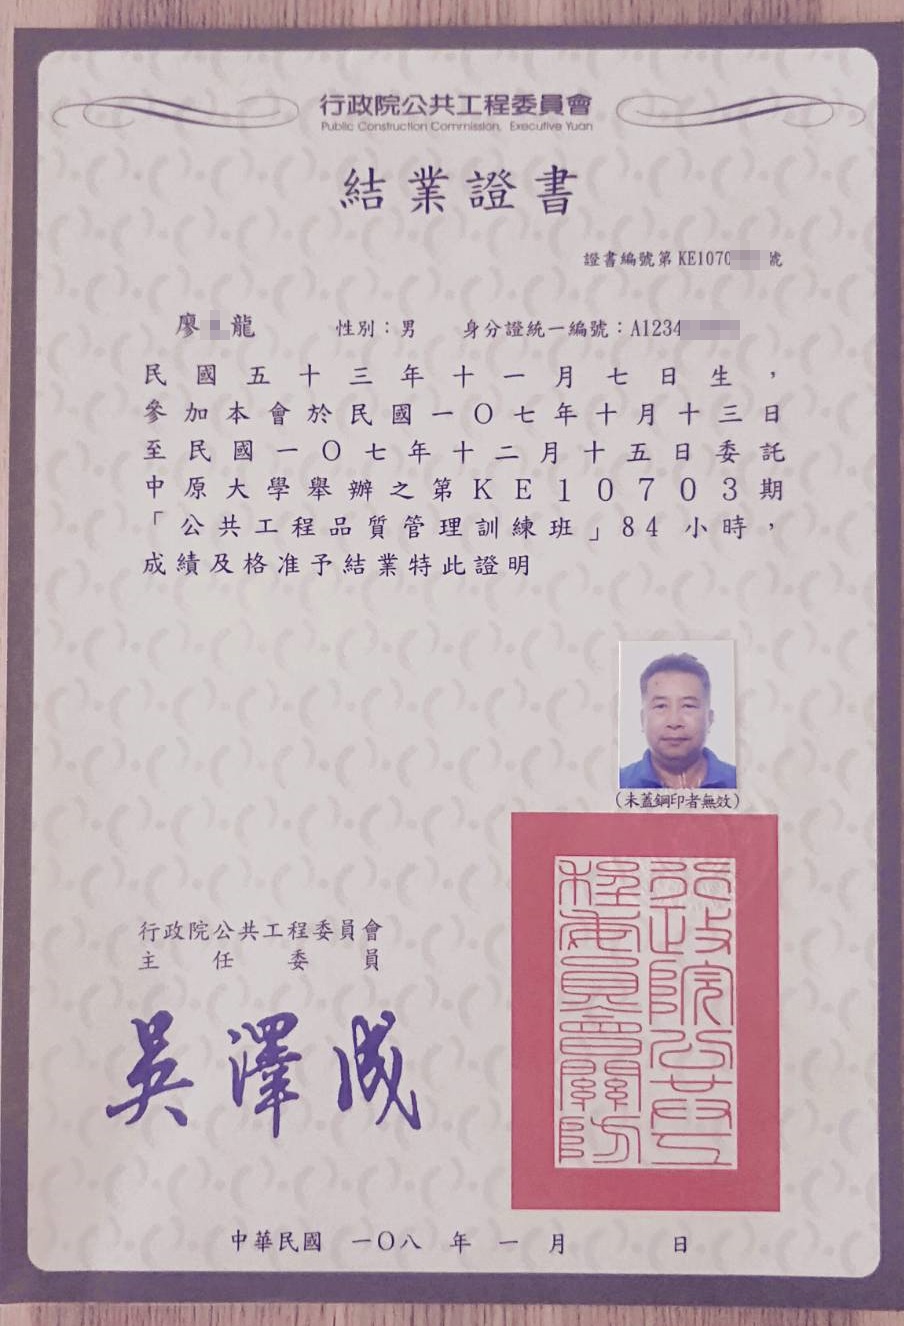 行政院公共工程委員會
Public Construction Commission, Executive Yuan
結業證書
證書編號第KE1070 號
廖 龍 性別：男 身分證統一編號：A1234
民國五十三年十一月七日生，
參加本會於民國一〇七年十月十三日
至民國一〇七年十二月十五日委託
中原大學舉辦之第KE10703期
「公共工程品質管理訓練班」84小時，
成績及格准予結業特此證明
（未蓋鋼印者無效）
行政院公共工程委員會關防
行政院公共工程委員會
主任委員
吳澤成
中華民國 一〇八 年 一 月 日